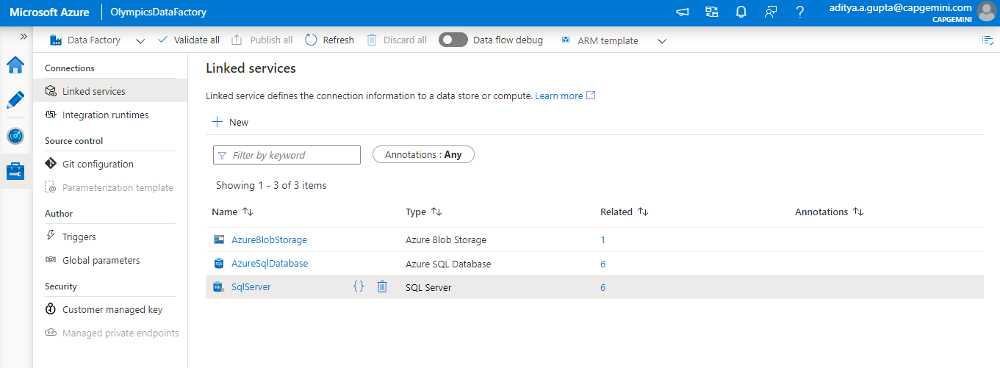 Microsoft Azure OlympicsDataFactory aditya.a.gupta@capgemini.com
CAPGEMINI
» Data Factory Validate all Publish all Refresh Discard all Data flow debug ARM template
Connections
Linked services
Integration runtimes
Source control
Git configuration
Parameterization template
Author
Triggers
Global parameters
Security
Customer managed key
Managed private endpoints
Linked services
Linked service defines the connection information to a data store or compute. Learn more
+ New
Filter by keyword Annotations : Any
Showing 1 - 3 of 3 items
Name Type Related Annotations
AzureBlobStorage Azure Blob Storage 1
SQL AzureSqlDatabase Azure SQL Database 6
SQL SqlServer {} SQL Server 6